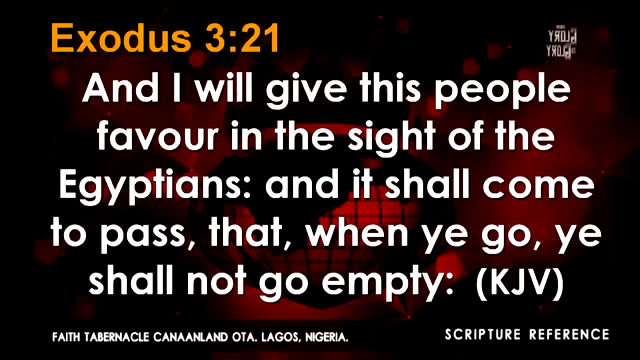 Exodus 3:21
And I will give this people
favour in the sight of the
Egyptians: and it shall come
to pass, that, when ye go, ye
shall not go empty: (KJV)
FAITH TABERNACLE CANAANLAND OTA. LAGOS, NIGERIA.
SCRIPTURE REFERENCE